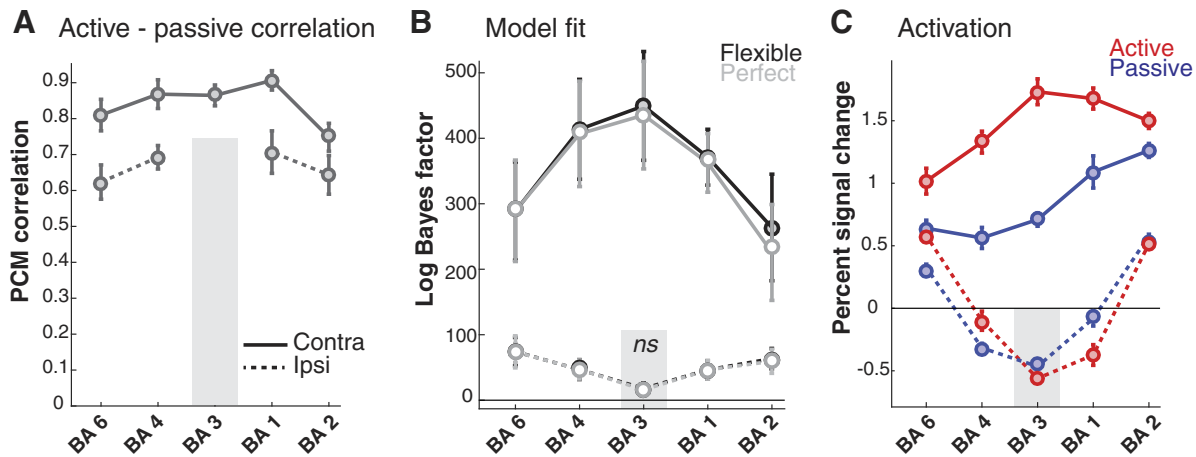 A Active - passive correlation
PCM correlation
0.9
0.8
0.7
0.6
0.5
0.4
0.3
0.2
0.1
0
Contra
Ipsi
BA 6
BA 4
BA 3
BA 1
BA 2
B Model fit
Flexible
Perfect
Log Bayes factor
500
400
300
200
100
0
ns
BA 6
BA 4
BA 3
BA 1
BA 2
C Activation
Active
Passive
Percent signal change
1.5
1
0.5
0
-0.5
BA 6
BA 4
BA 3
BA 1
BA 2